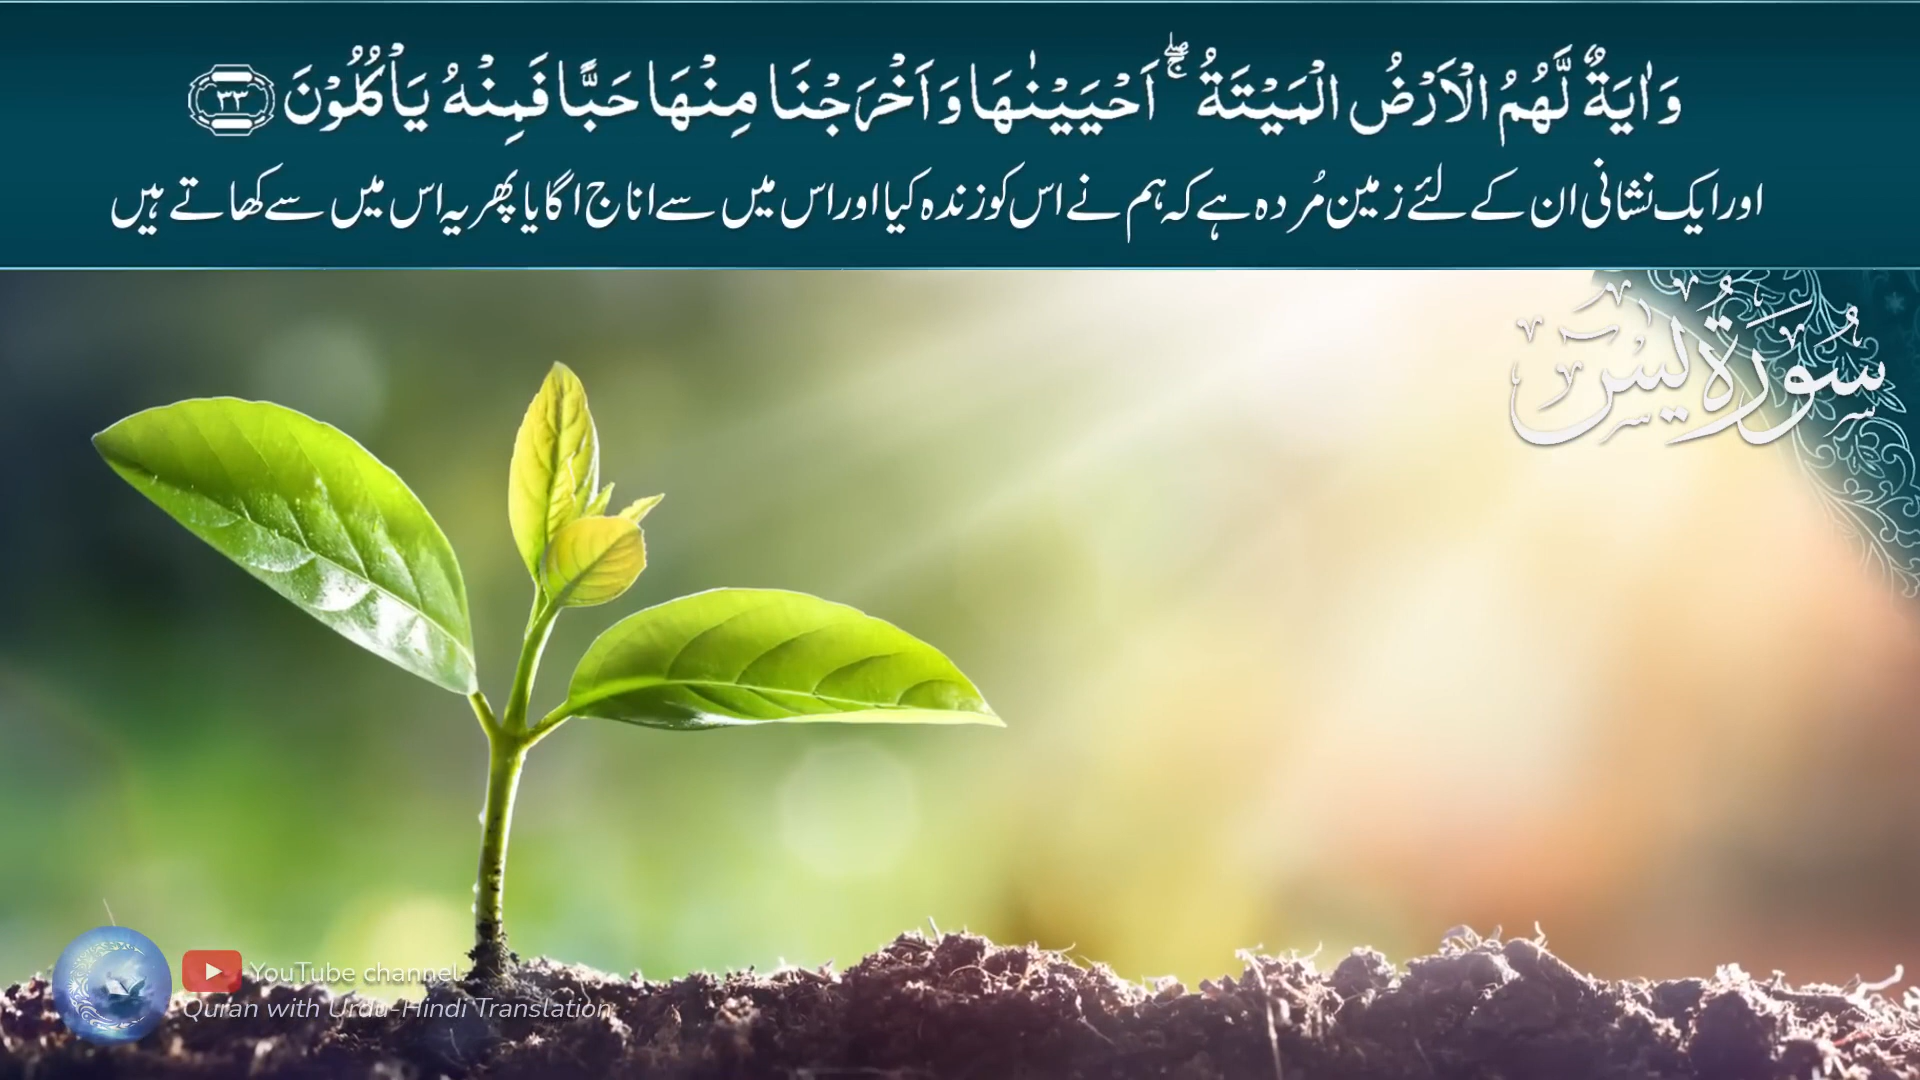 وَاٰيَةٌ لَّهُمُ الْاَرْضُ الْمَيْتَةُ ۖۚ اَحْيَيْنٰهَا وَاَخْرَجْنَا مِنْهَا حَبًّا فَمِنْهُ يَاْكُلُوْنَ ﴿٣٣﴾
اور ایک نشانی ان کے لئے زمین مُردہ ہے کہ ہم نے اس کو زندہ کیا اور اس میں سے اناج اگایا پھر یہ اس میں سے کھاتے ہیں
سُوْرَةُ يٰسٓ
YouTube channel
Quran with Urdu-Hindi Translation